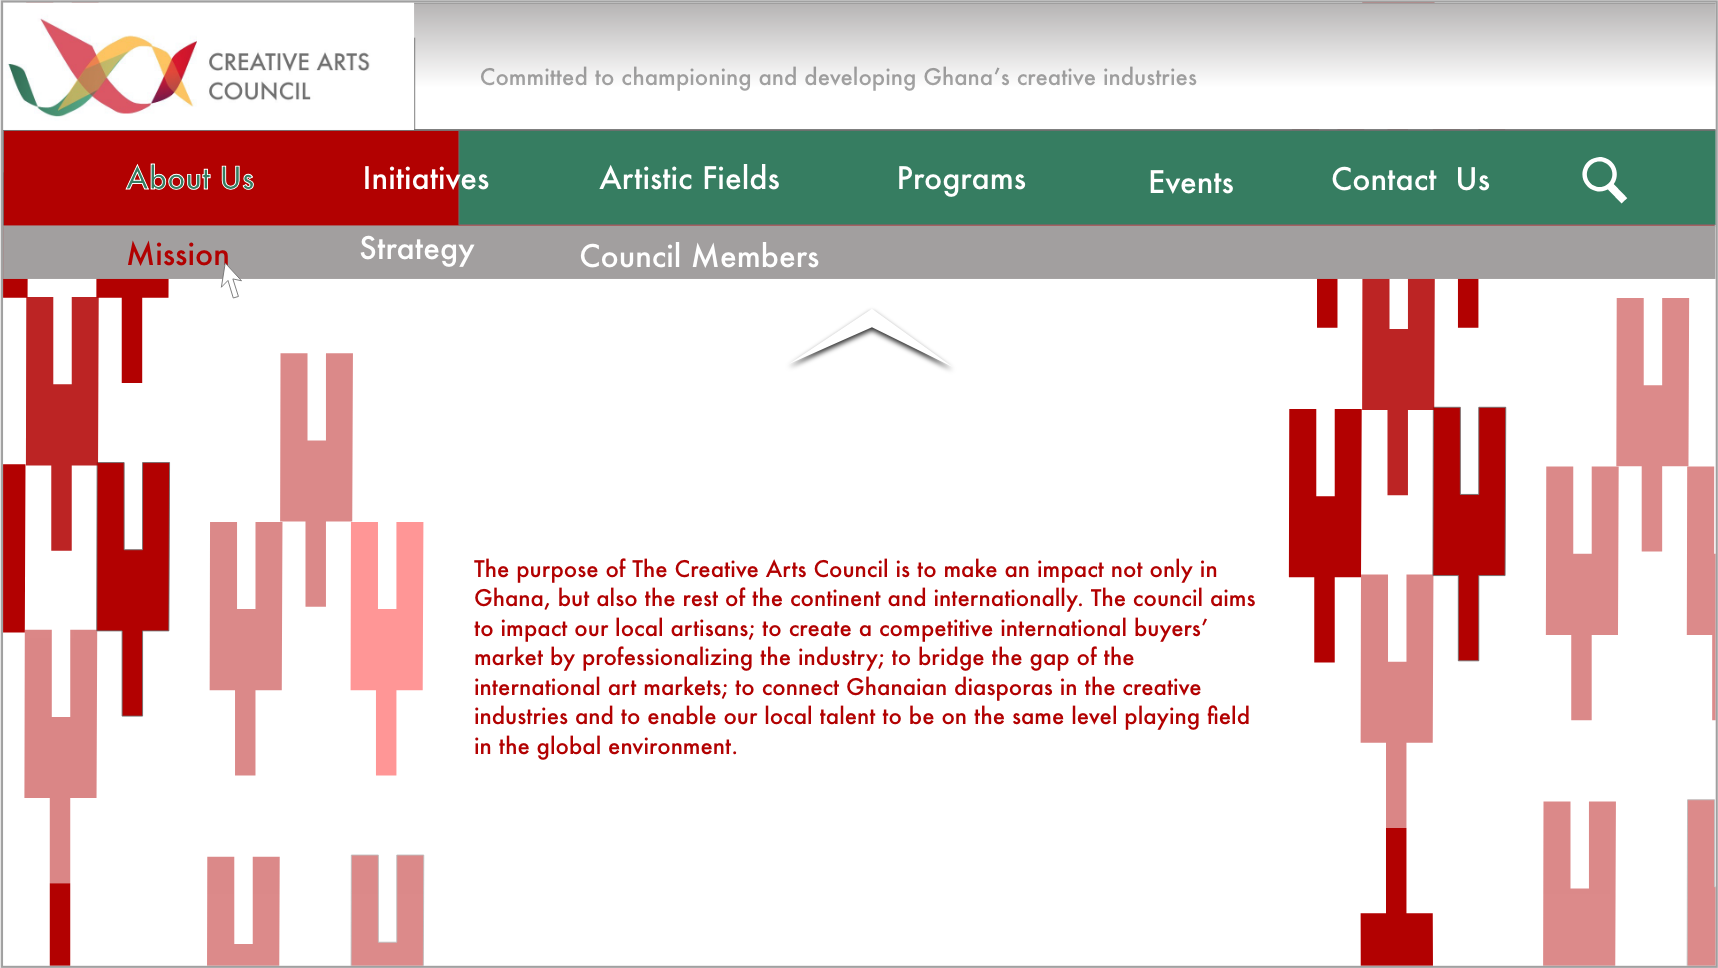 CREATIVE ARTS
COUNCIL
Committed to championing and developing Ghana’s creative industries
About Us Initiatives Artistic Fields Programs Events Contact Us
Mission Strategy Council Members
The purpose of The Creative Arts Council is to make an impact not only in
Ghana, but also the rest of the continent and internationally. The council aims
to impact our local artisans; to create a competitive international buyers’
market by professionalizing the industry; to bridge the gap of the
international art markets; to connect Ghanaian diasporas in the creative
industries and to enable our local talent to be on the same level playing field
in the global environment.